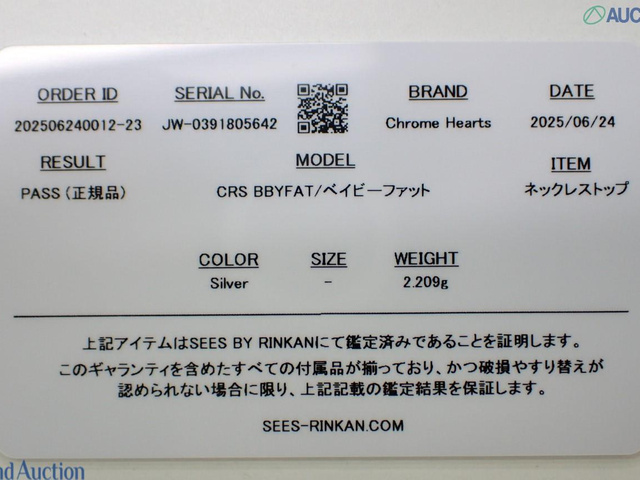 AUC
ORDER ID SERIAL No. BRAND DATE
202506240012-23 JW-0391805642 Chrome Hearts 2025/06/24
RESULT MODEL ITEM
PASS (正規品) CRS BBYFAT/ベイビーファット ネックレストップ
COLOR SIZE WEIGHT
Silver - 2.209g
上記アイテムはSEES BY RINKANにて鑑定済みであることを証明します。
このギャランティを含めたすべての付属品が揃っており、かつ破損やすり替えが
認められない場合に限り、上記記載の鑑定結果を保証します。
SEES-RINKAN.COM
nd Auction